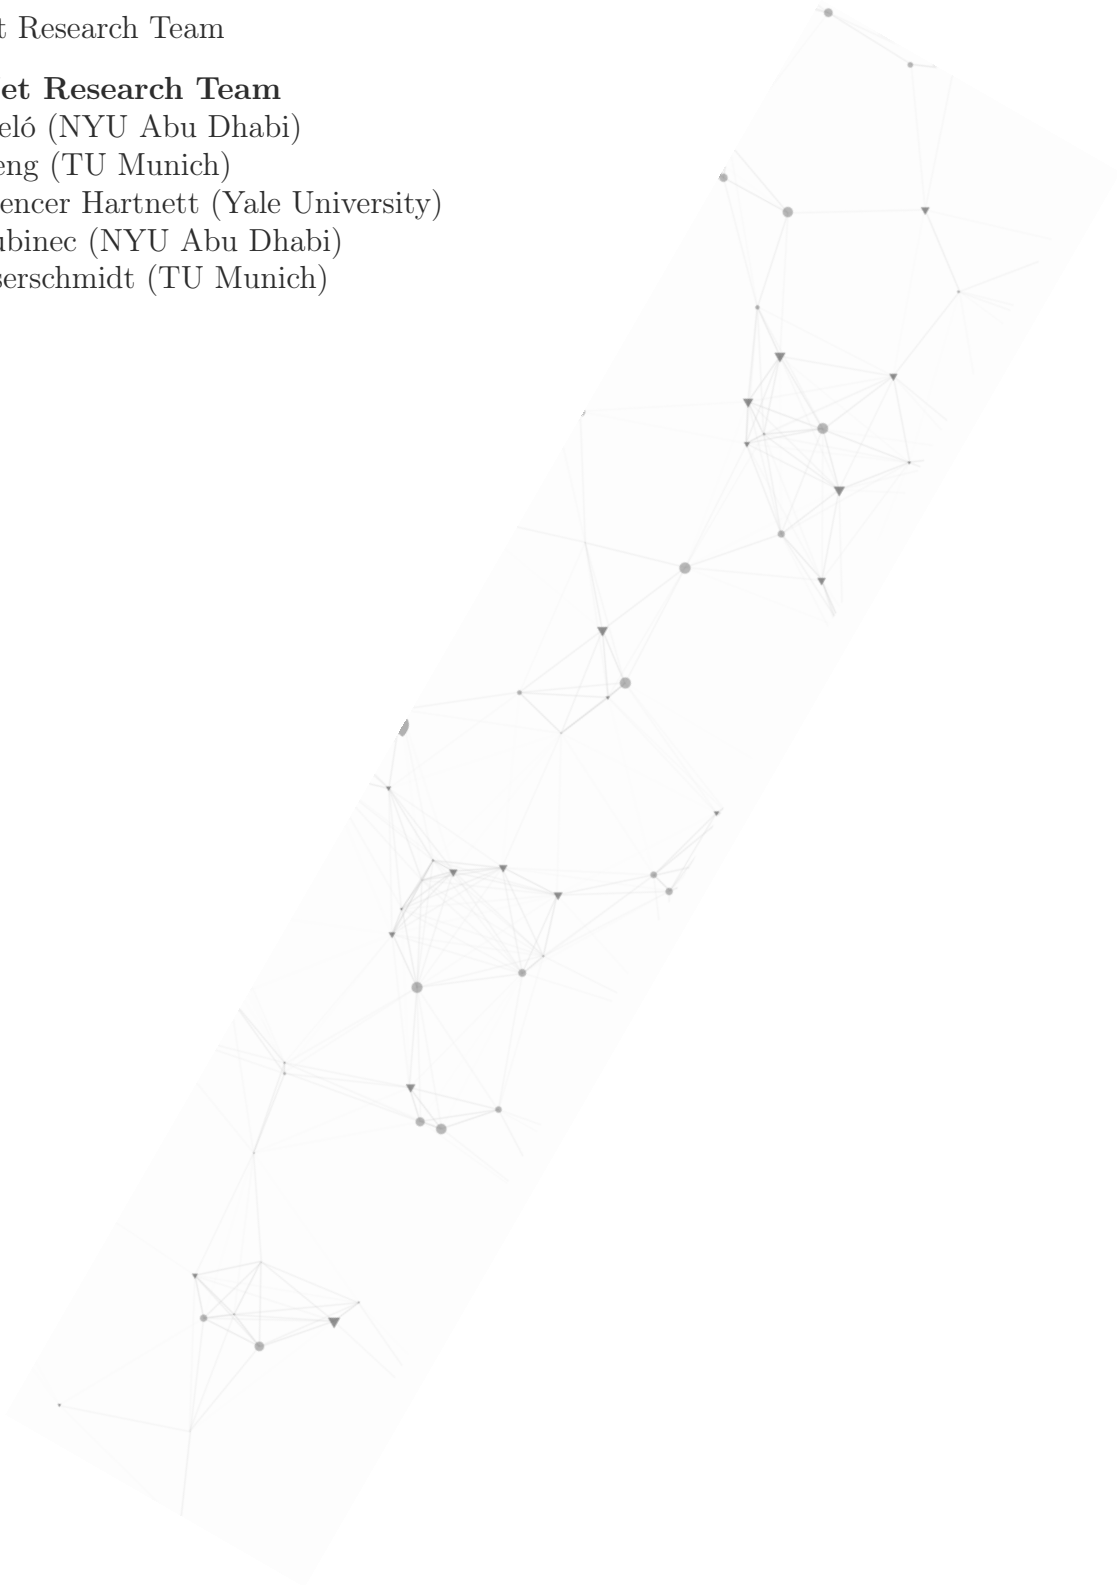 t Research Team
et Research Team
eló (NYU Abu Dhabi)
eng (TU Munich)
encer Hartnett (Yale University)
ubinec (NYU Abu Dhabi)
serschmidt (TU Munich)